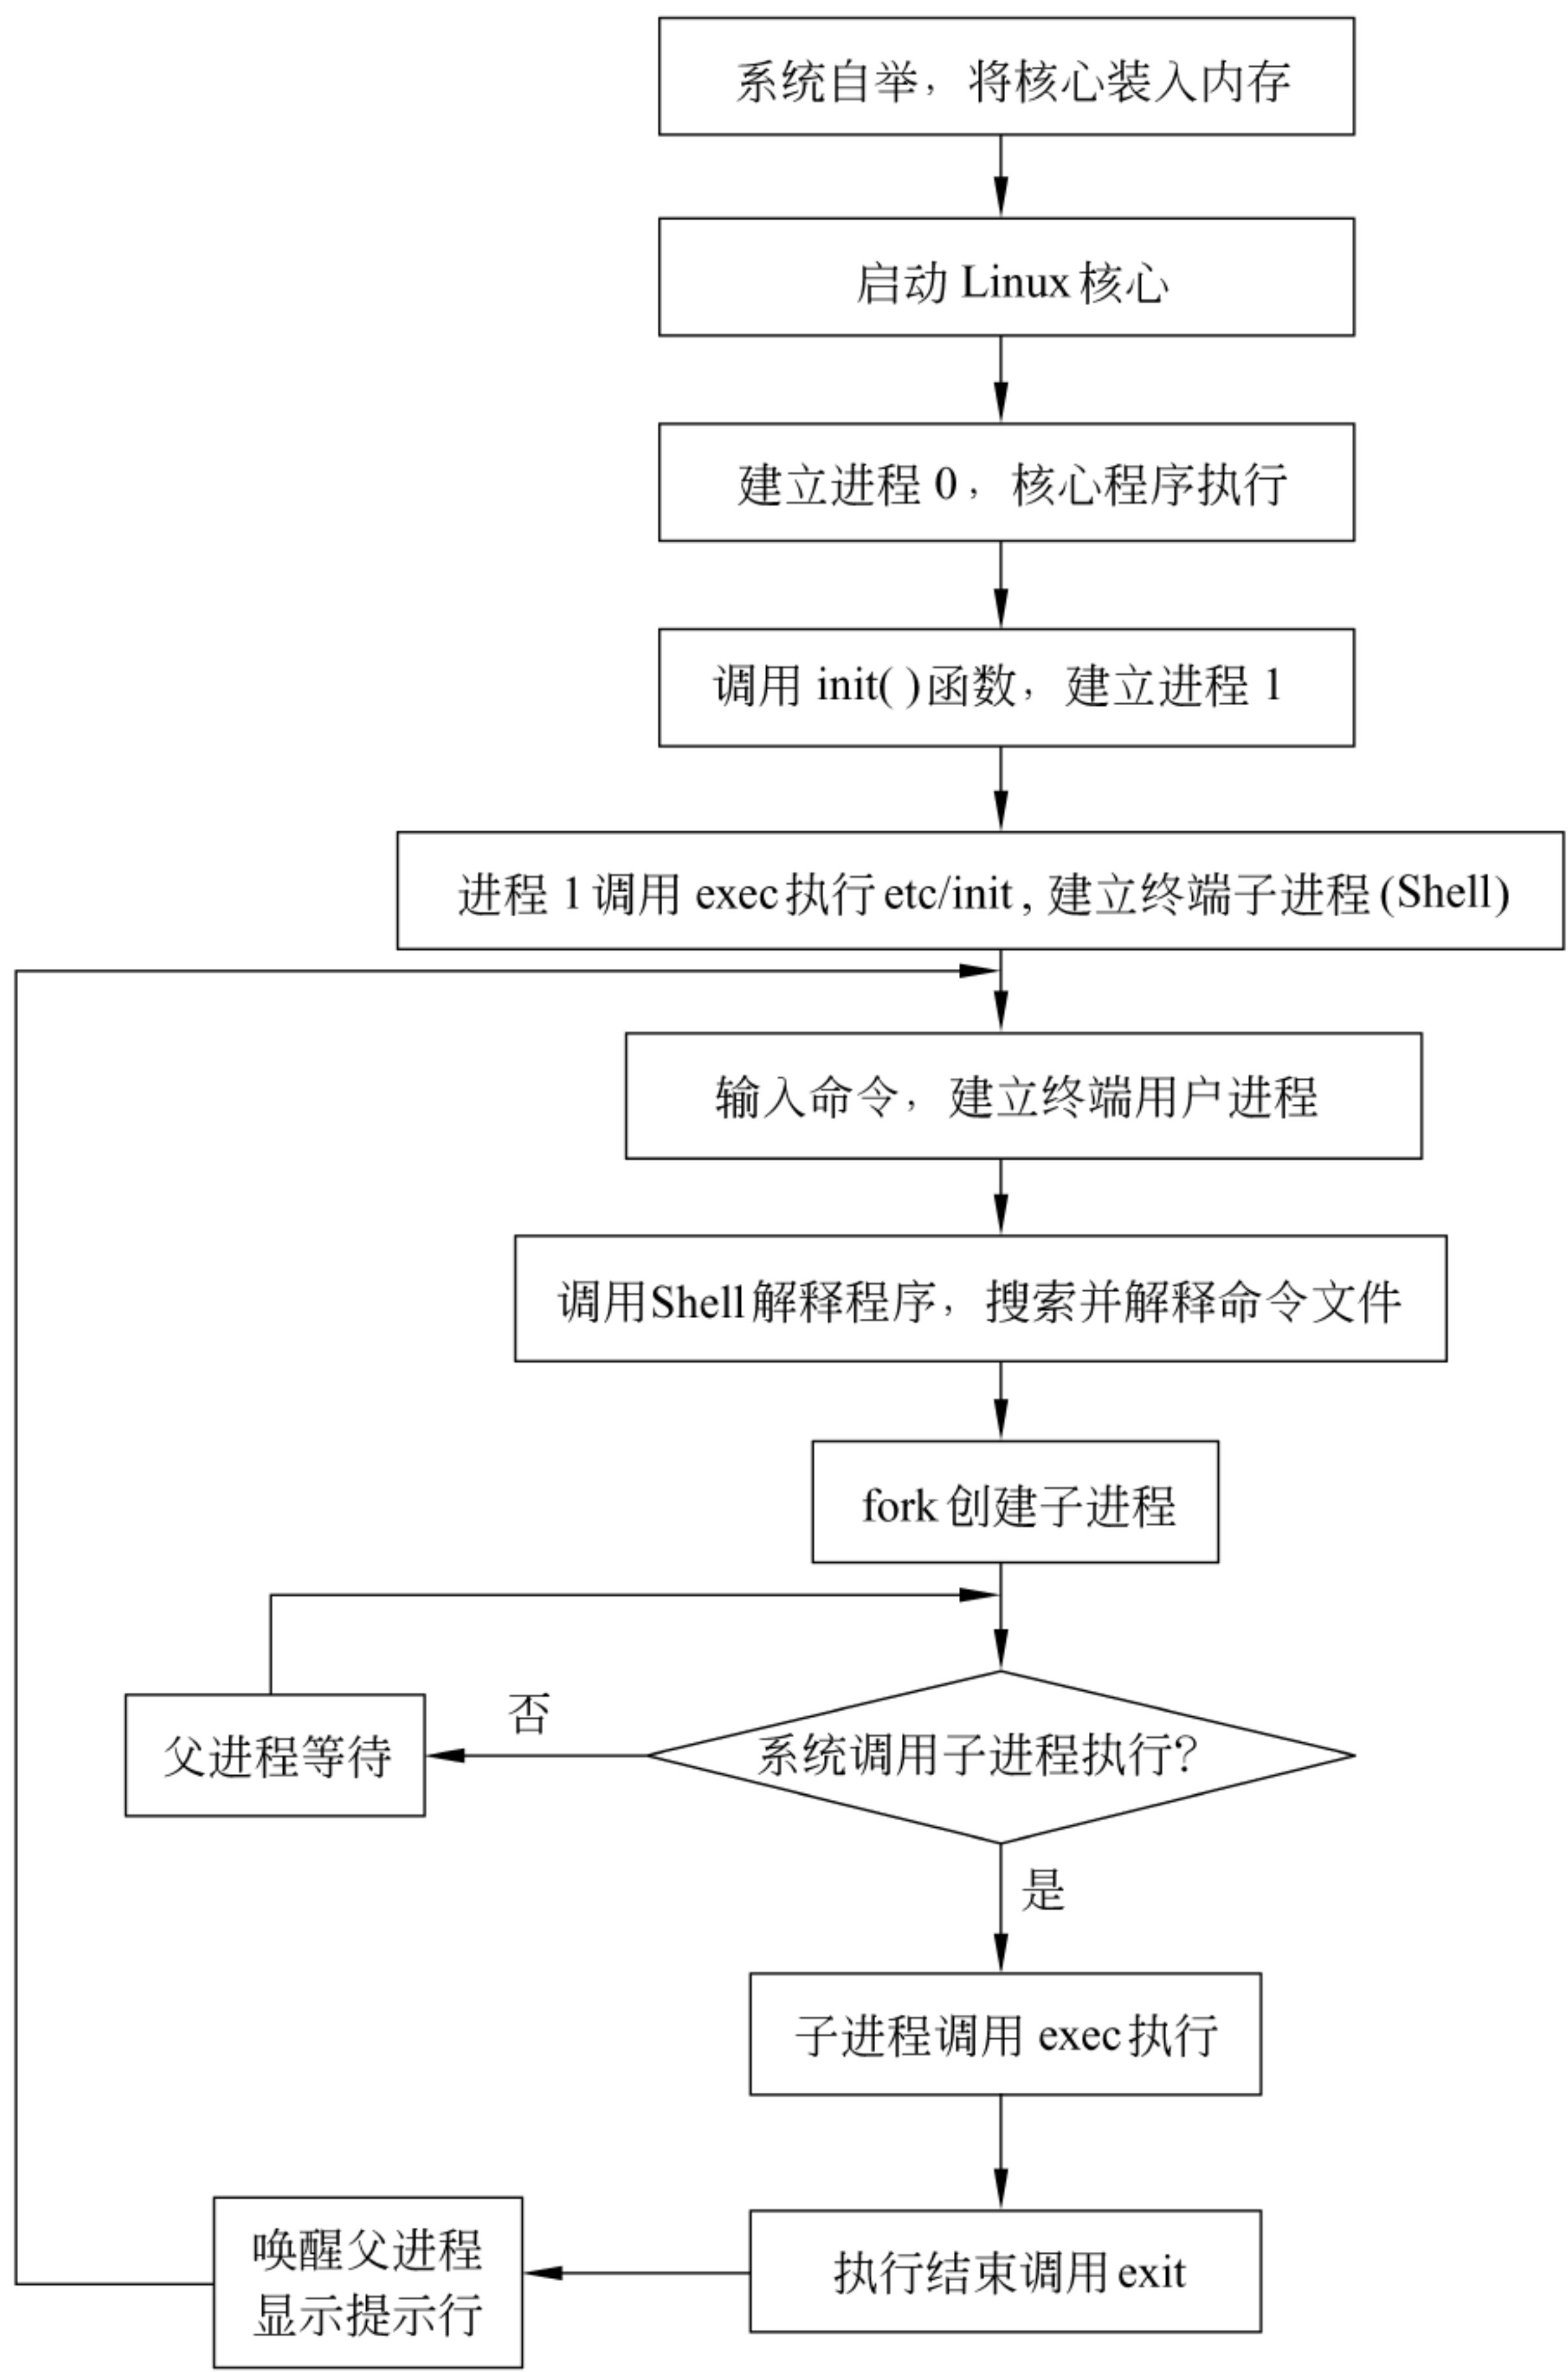 系统自举，将核心装入内存
启动 Linux 核心
建立进程 0，核心程序执行
调用 init( )函数，建立进程 1
进程 1 调用 exec 执行 etc/init , 建立终端子进程 (Shell)
输入命令，建立终端用户进程
调用Shell 解释程序，搜索并解释命令文件
fork 创建子进程
否
父进程等待
系统调用子进程执行?
是
子进程调用 exec 执行
唤醒父进程
显示提示行
执行结束调用 exit